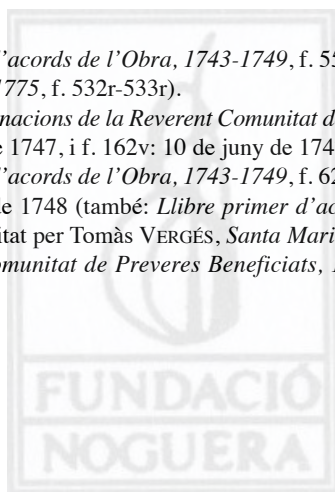 ’acords de l’Obra, 1743-1749, f. 55
1775, f. 532r-533r).
nacions de la Reverent Comunitat d
e 1747, i f. 162v: 10 de juny de 174
’acords de l’Obra, 1743-1749, f. 62
de 1748 (també: Llibre primer d’ac
itat per Tomàs VERGÉS, Santa Mari
omunitat de Preveres Beneficiats,
FUNDACIÓ
NOGUERA